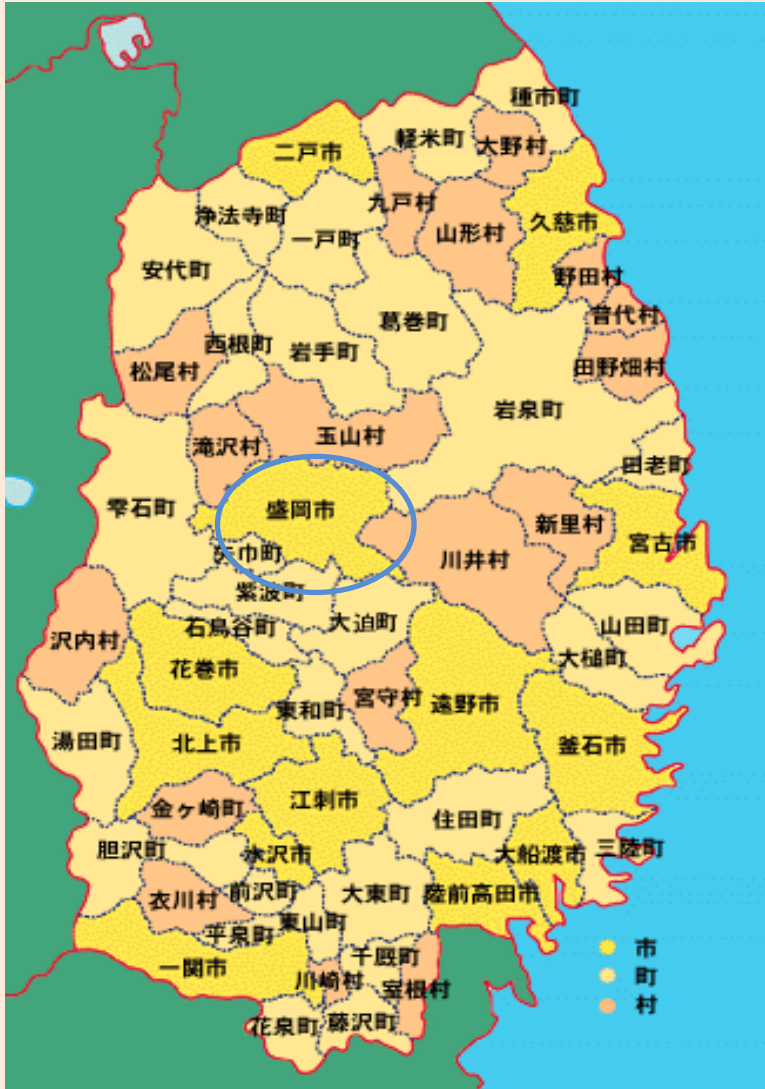 種市町
軽米町
大野村
二戸市
九戸村
浄法寺町
久慈市
山形村
一戸町
安代町
野田村
普代村
葛巻町
西根町
岩手町
田野畑村
松尾村
岩泉町
玉山村
滝沢村
田老町
雫石町
盛岡市
新里村
宮古市
矢巾町
川井村
紫波町
大迫町
山田町
石鳥谷町
沢内村
大槌町
花巻市
宮守村
遠野市
東和町
湯田町
北上市
釜石市
江刺市
金ヶ崎町
住田町
胆沢町
水沢市
大船渡市
三陸町
前沢町
大東町
陸前高田市
衣川村
東山町
平泉町
千厩町
一関市
川崎村
室根村
花泉町
藤沢町
市
町
村